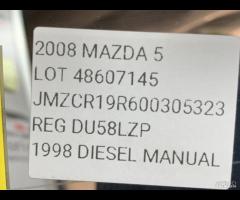 2008 MAZDA 5
LOT 48607145
JMZCR19R600305323
REG DU58LZP
1998 DIESEL MANUAL